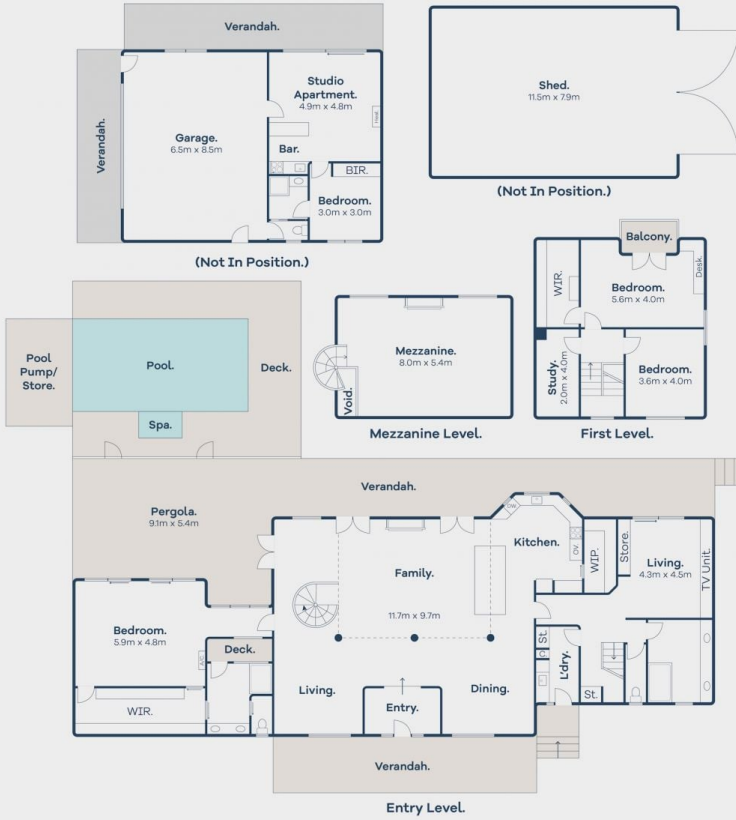 Verandah.
Verandah.
Garage.
6.5m x 8.5m
Studio
Apartment.
4.9m x 4.8m
Heat.
Bar.
BIR.
Bedroom.
3.0m x 3.0m
(Not In Position.)
Shed.
11.5m x 7.9m
(Not In Position.)
Pool
Pump/
Store.
Pool.
Spa.
Deck.
Mezzanine.
8.0m x 5.4m
Void.
Mezzanine Level.
Balcony.
WIR.
Bedroom.
5.6m x 4.0m
Desk.
Study.
2.0m x 4.0m
Bedroom.
3.6m x 4.0m
First Level.
Verandah.
Pergola.
9.1m x 5.4m
DW.
Kitchen.
OV.
WIP.
Store.
Living.
4.3m x 4.5m
TV Unit.
Family.
11.7m x 9.7m
Bedroom.
5.9m x 4.8m
A/C
Deck.
WIR.
Living.
Entry.
Dining.
St.
L'dry.
St.
Verandah.
Entry Level.